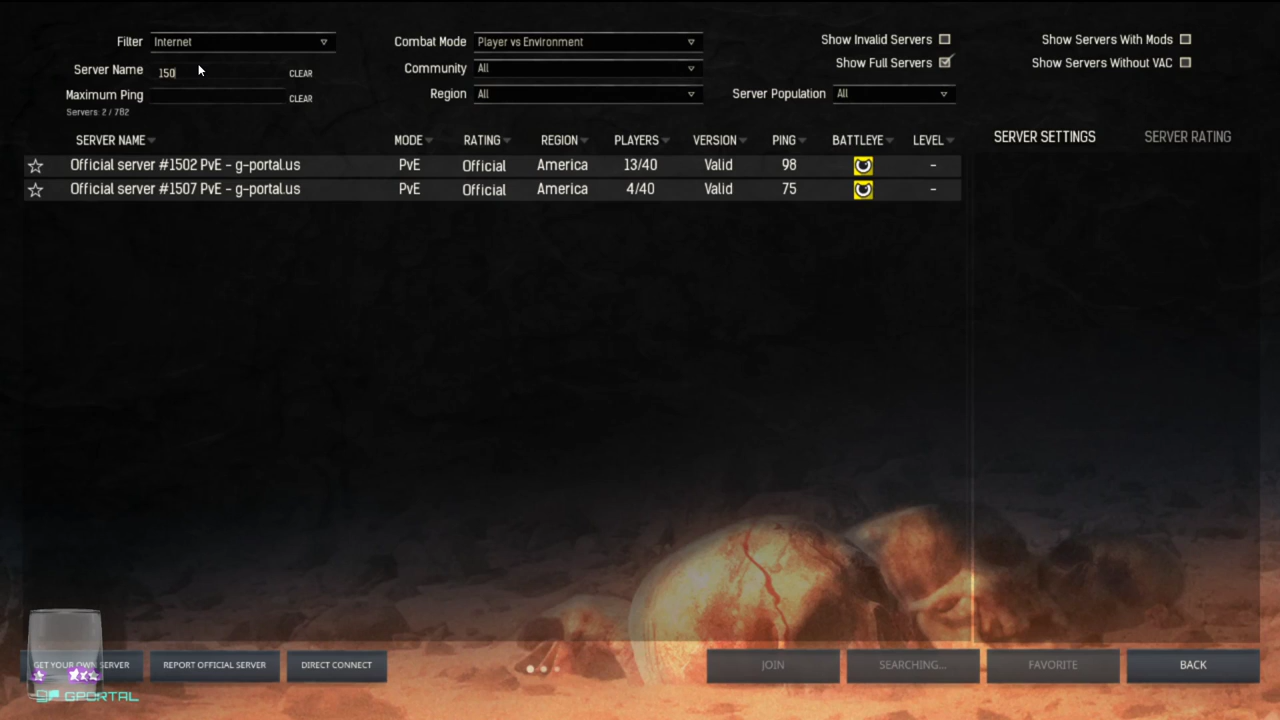 Filter Internet Combat Mode Player vs Environment Show Invalid Servers Show Servers With Mods
Server Name 150 CLEAR Community All Show Full Servers Show Servers Without VAC
Maximum Ping CLEAR Region All Server Population All
Servers: 2 / 782
SERVER NAME MODE RATING REGION PLAYERS VERSION PING BATTLEYE LEVEL SERVER SETTINGS SERVER RATING
Official server #1502 PvE - g-portal.us PvE Official America 13/40 Valid 98 -
Official server #1507 PvE - g-portal.us PvE Official America 4/40 Valid 75 -
GET YOUR OWN SERVER REPORT OFFICIAL SERVER DIRECT CONNECT JOIN SEARCHING... FAVORITE BACK
GPORTAL